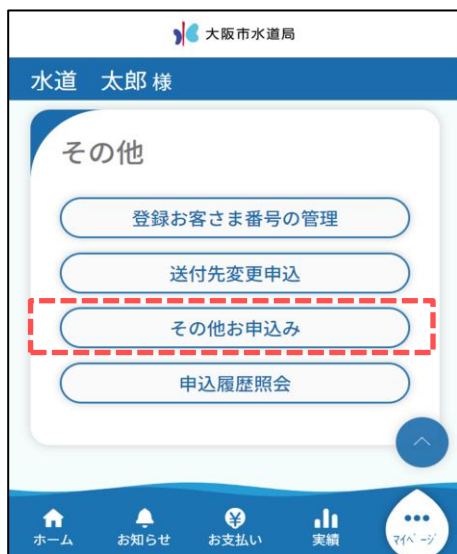 大阪市水道局
水道　太郎 様
その他
登録お客さま番号の管理
送付先変更申込
その他お申込み
申込履歴照会
ホーム
お知らせ
お支払い
実績
ﾏｲﾍﾟｰｼﾞ